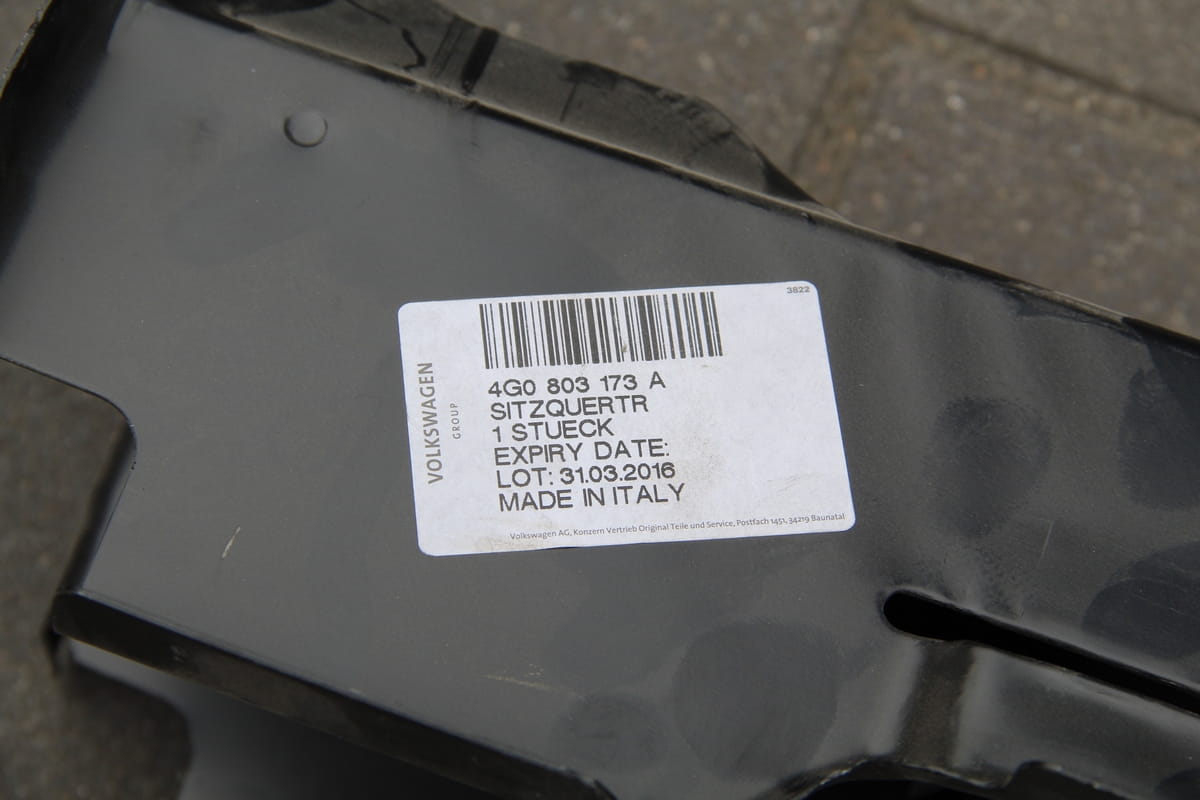 3822
VOLKSWAGEN
GROUP
4G0 803 173 A
SITZQUERTR
1 STUECK
EXPIRY DATE:
LOT: 31.03.2016
MADE IN ITALY
Volkswagen AG, Konzern Vertrieb Original Teile und Service, Postfach 1451, 34219 Baunatal